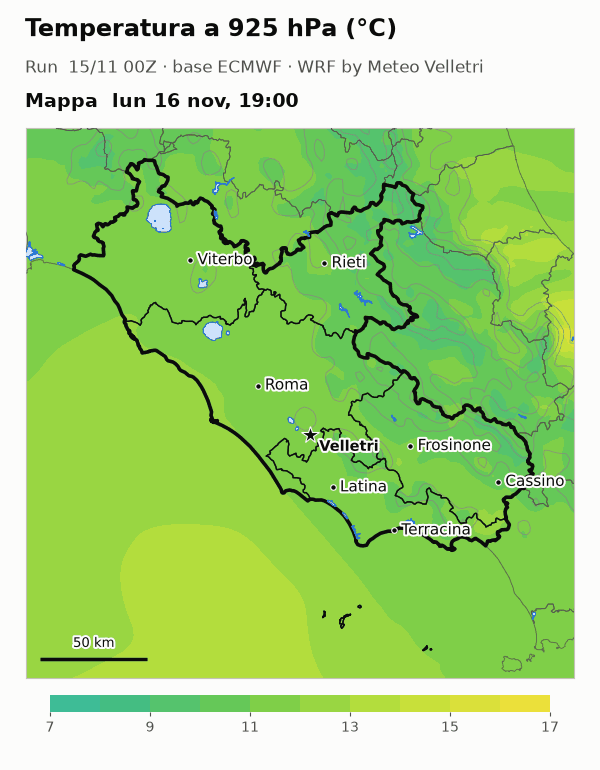 Temperatura a 925 hPa (°C)
Run  15/11 00Z · base ECMWF · WRF by Meteo Velletri
Mappa  lun 16 nov, 19:00
Viterbo
Rieti
Roma
Velletri
Frosinone
Cassino
Latina
Terracina
50 km
7 9 11 13 15 17